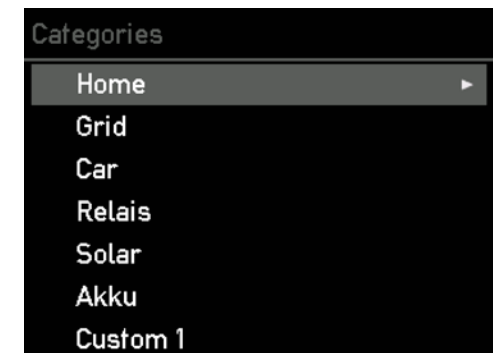 Categories
Home
Grid
Car
Relais
Solar
Akku
Custom 1